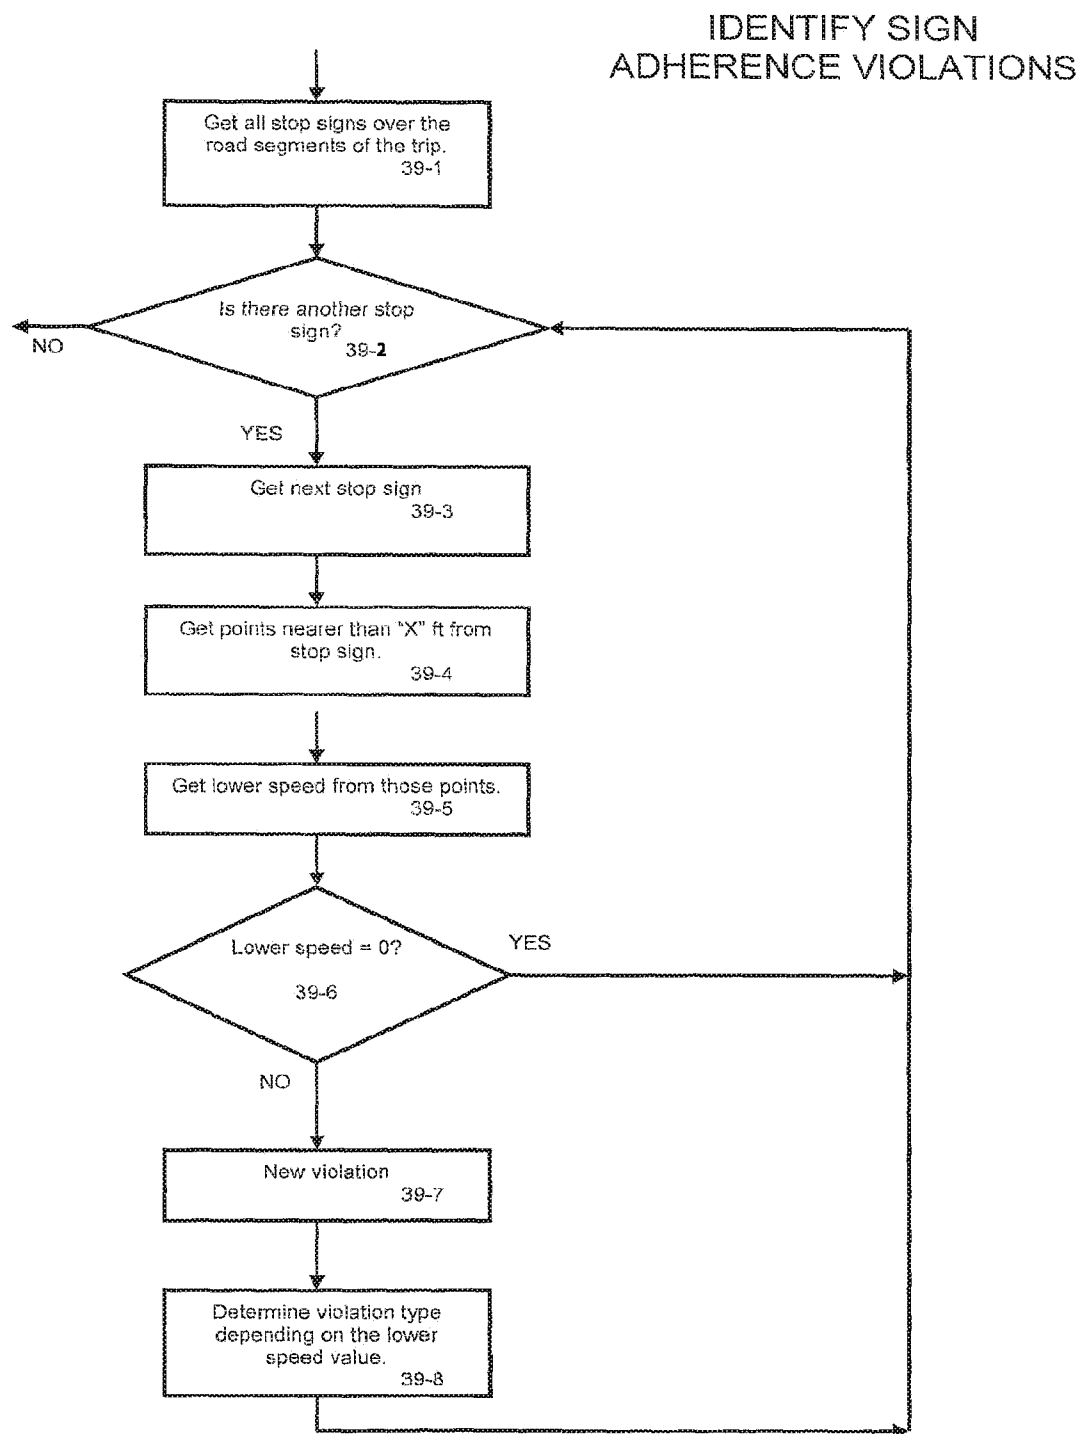 IDENTIFY SIGN
ADHERENCE VIOLATIONS
Get all stop signs over the
road segments of the trip.
39-1
Is there another stop
sign?
39-2
NO
YES
Get next stop sign
39-3
Get points nearer than "X" ft from
stop sign.
39-4
Get lower speed from those points.
39-5
Lower speed = 0?
39-6
YES
NO
New violation
39-7
Determine violation type
depending on the lower
speed value.
39-8